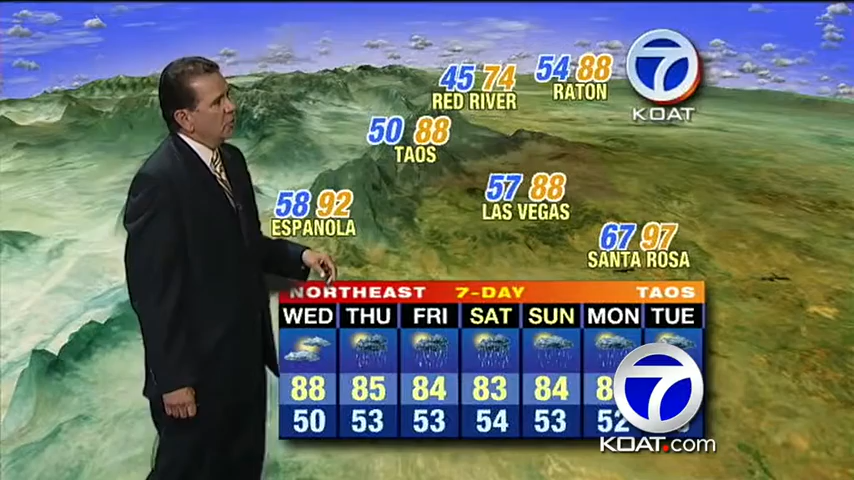 45 74
RED RIVER
54 88
RATON
7
KOAT
50 88
TAOS
58 92
ESPANOLA
57 88
LAS VEGAS
67 97
SANTA ROSA
NORTHEAST 7-DAY TAOS
WED THU FRI SAT SUN MON TUE
88 85 84 83 84
50 53 53 54 53 52
7
KOAT.com